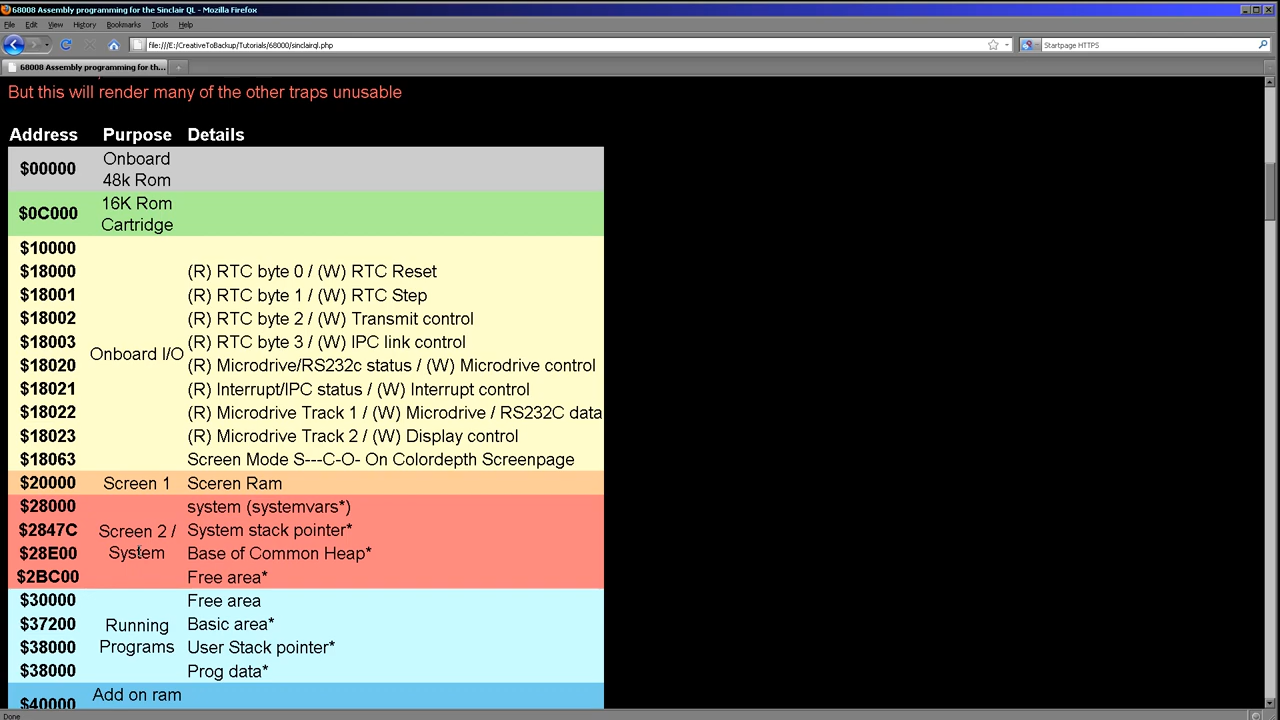 68008 Assembly programming for the Sinclair QL - Mozilla Firefox
File Edit View History Bookmarks Tools Help
file:///E:/CreativeToBackup/Tutorials/68000/sinclairql.php
Startpage HTTPS
68008 Assembly programming for th...
But this will render many of the other traps unusable
Address Purpose Details
$00000 Onboard 48k Rom
$0C000 16K Rom Cartridge
$10000
$18000 (R) RTC byte 0 / (W) RTC Reset
$18001 (R) RTC byte 1 / (W) RTC Step
$18002 (R) RTC byte 2 / (W) Transmit control
$18003 (R) RTC byte 3 / (W) IPC link control
Onboard I/O
$18020 (R) Microdrive/RS232c status / (W) Microdrive control
$18021 (R) Interrupt/IPC status / (W) Interrupt control
$18022 (R) Microdrive Track 1 / (W) Microdrive / RS232C data
$18023 (R) Microdrive Track 2 / (W) Display control
$18063 Screen Mode S---C-O- On Colordepth Screenpage
$20000 Screen 1 Sceren Ram
$28000 system (systemvars*)
$2847C Screen 2 / System stack pointer*
$28E00 System Base of Common Heap*
$2BC00 Free area*
$30000 Free area
$37200 Running Basic area*
$38000 Programs User Stack pointer*
$38000 Prog data*
$40000 Add on ram
Done